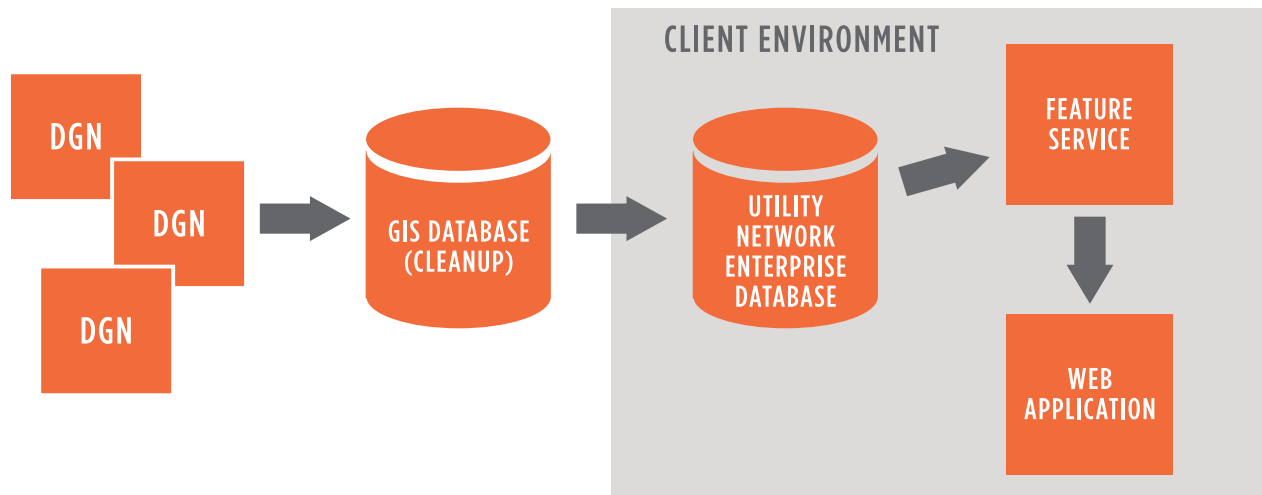 CLIENT ENVIRONMENT
DGN
DGN
DGN
GIS DATABASE
(CLEANUP)
UTILITY
NETWORK
ENTERPRISE
DATABASE
FEATURE
SERVICE
WEB
APPLICATION